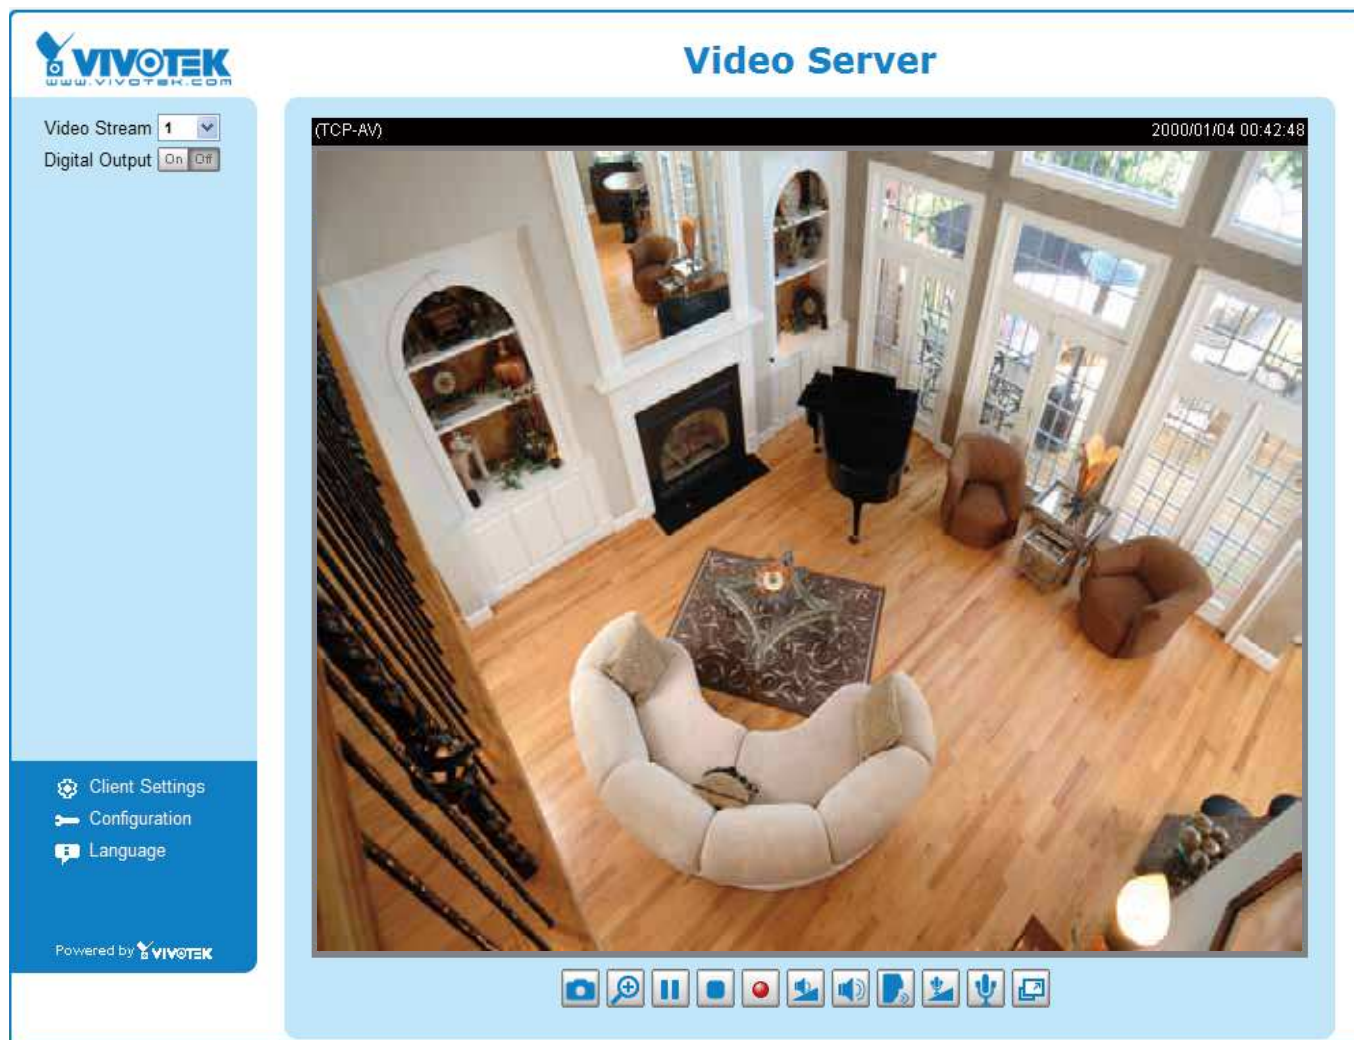 VIVOTEK
www.vivotek.com
Video Server
Video Stream 1
Digital Output On Off
(TCP-AV) 2000/01/04 00:42:48
Client Settings
Configuration
Language
Powered by VIVOTEK